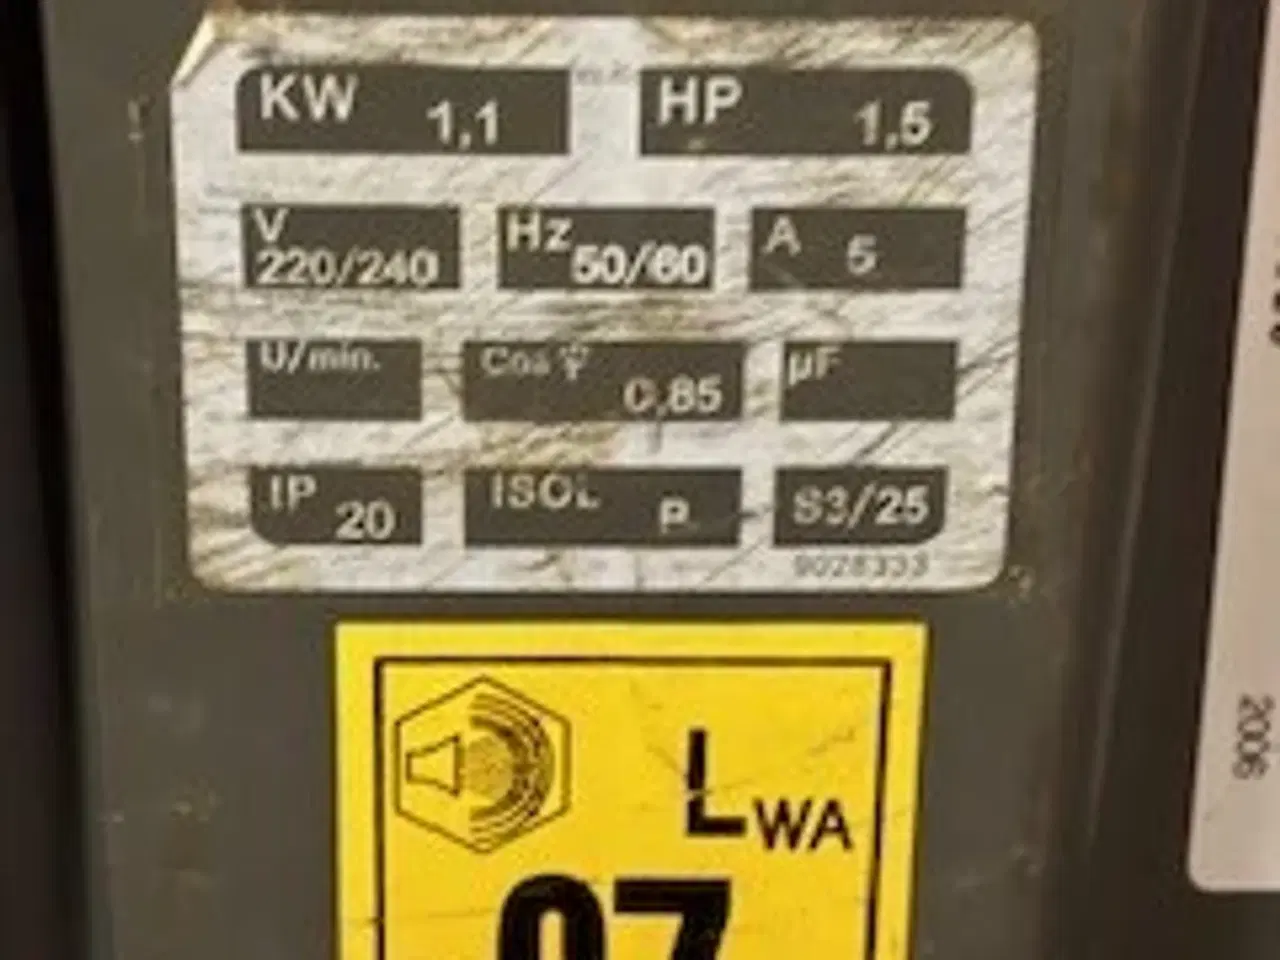 KW 1,1 HP 1,5
V 220/240 Hz 50/60 A 5
U/min. Cos φ 0,85 µF
IP 20 ISOL S3/25
9028333
LWA
97
2006